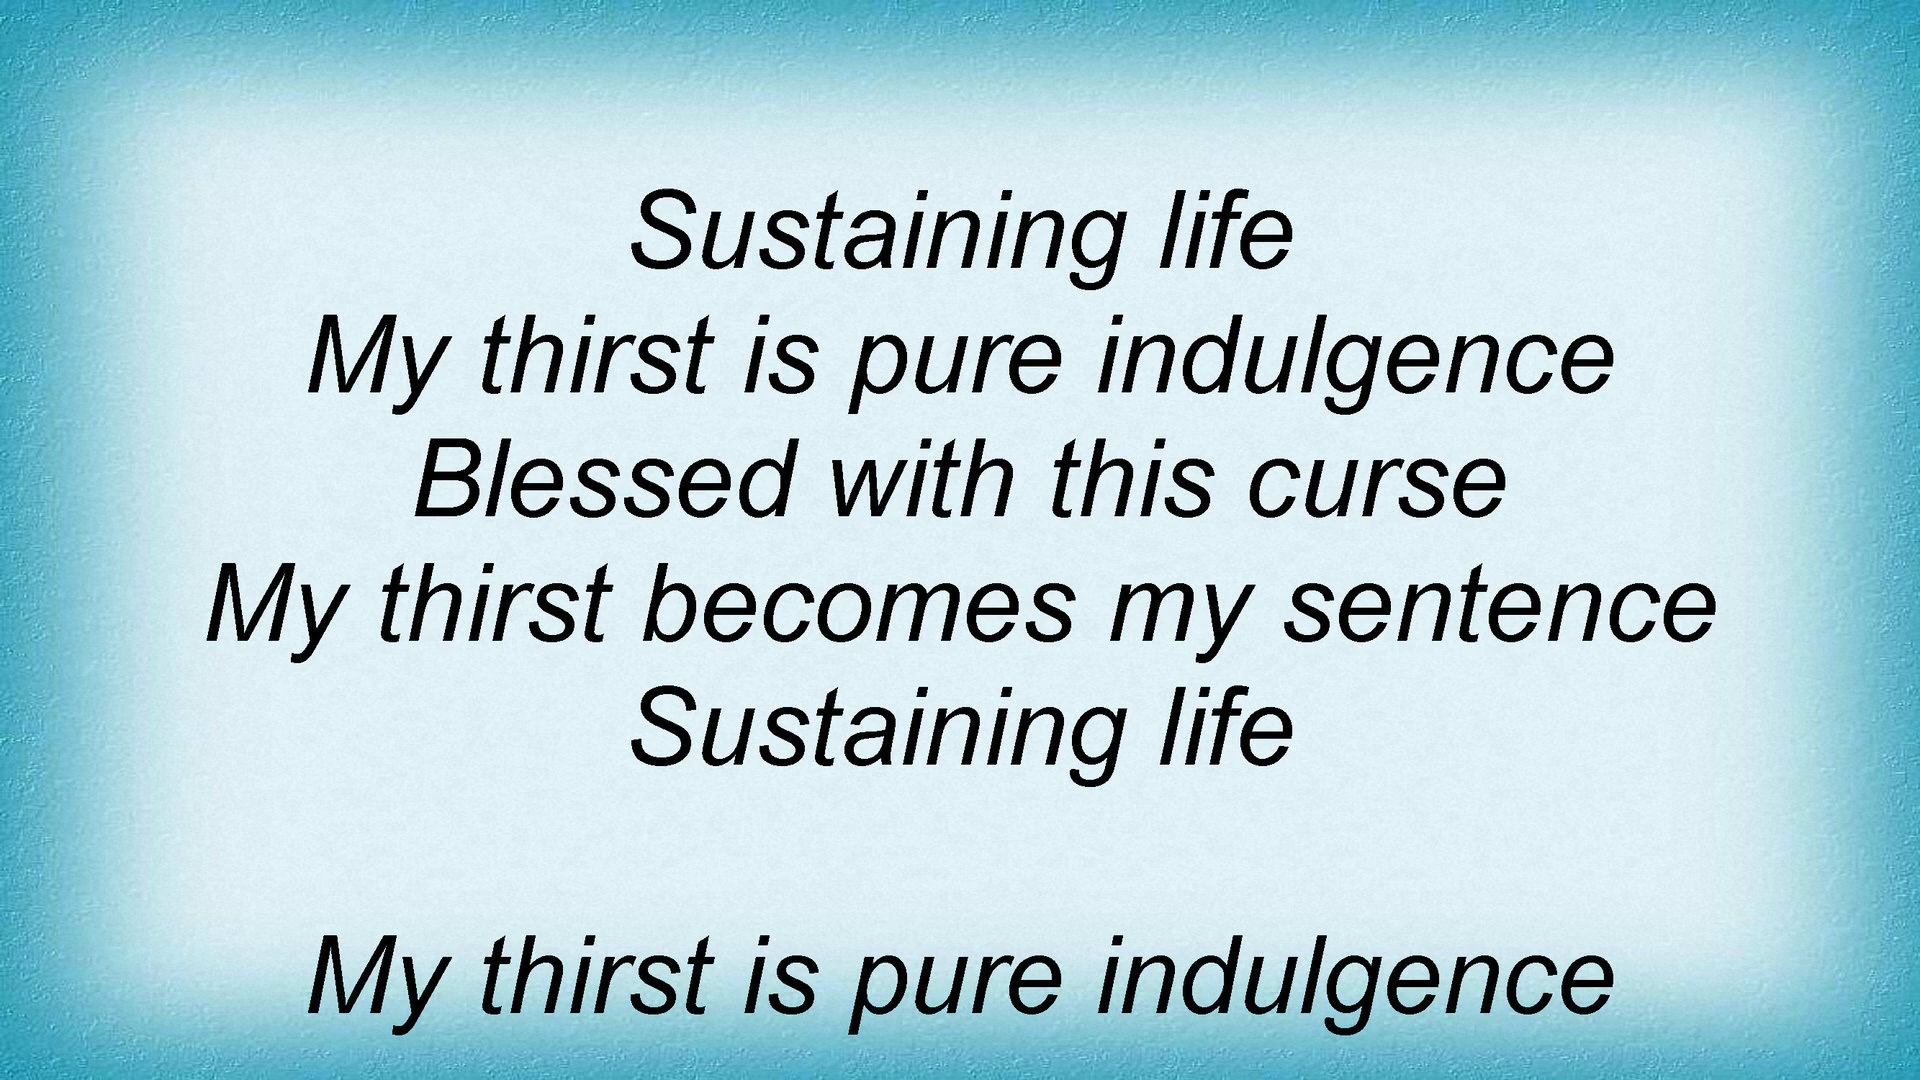 Sustaining life
My thirst is pure indulgence
Blessed with this curse
My thirst becomes my sentence
Sustaining life
My thirst is pure indulgence